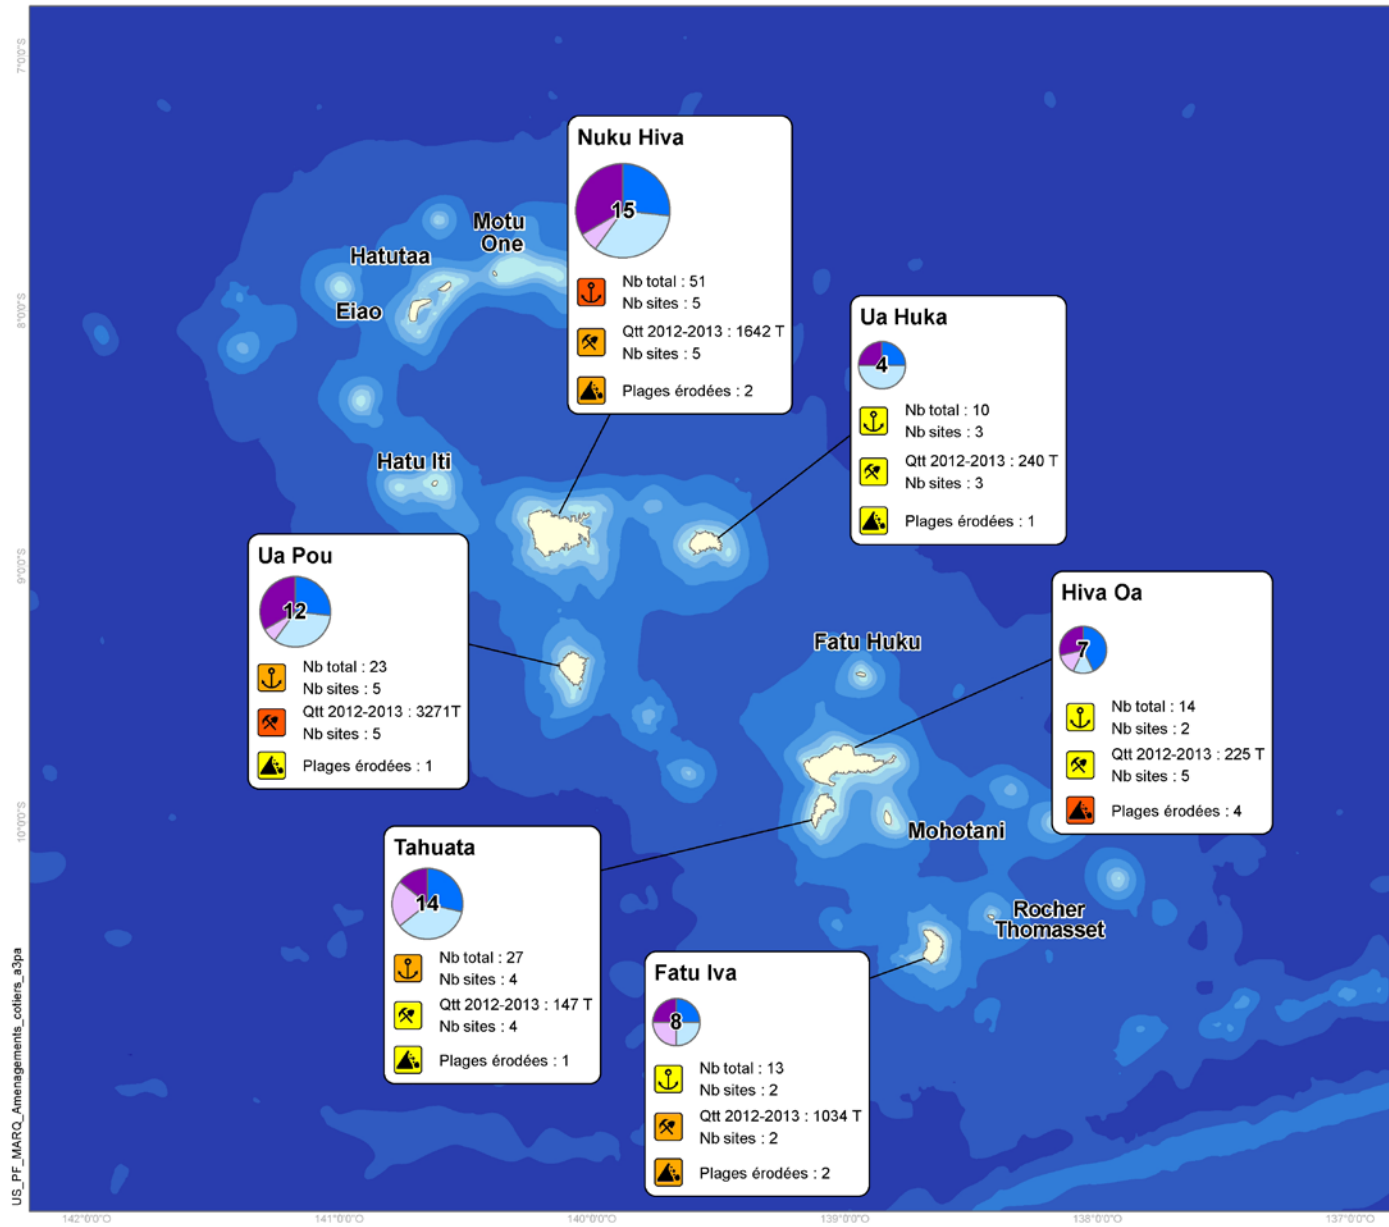 7°0'0"S
8°0'0"S
9°0'0"S
10°0'0"S
Nuku Hiva
15
Nb total : 51
Nb sites : 5
Qtt 2012-2013 : 1642 T
Nb sites : 5
Plages érodées : 2
Motu
One
Hatutaa
Eiao
Ua Huka
4
Nb total : 10
Nb sites : 3
Qtt 2012-2013 : 240 T
Nb sites : 3
Plages érodées : 1
Hatu Iti
Ua Pou
12
Nb total : 23
Nb sites : 5
Qtt 2012-2013 : 3271T
Nb sites : 5
Plages érodées : 1
Hiva Oa
7
Nb total : 14
Nb sites : 2
Qtt 2012-2013 : 225 T
Nb sites : 5
Plages érodées : 4
Fatu Huku
Mohotani
Tahuata
14
Nb total : 27
Nb sites : 4
Qtt 2012-2013 : 147 T
Nb sites : 4
Plages érodées : 1
Rocher
Thomasset
Fatu Iva
8
Nb total : 13
Nb sites : 2
Qtt 2012-2013 : 1034 T
Nb sites : 2
Plages érodées : 2
US_PF_MARQ_Amenagements_cotiers_a3pa
142°0'0"O
141°0'0"O
140°0'0"O
139°0'0"O
138°0'0"O
137°0'0"O